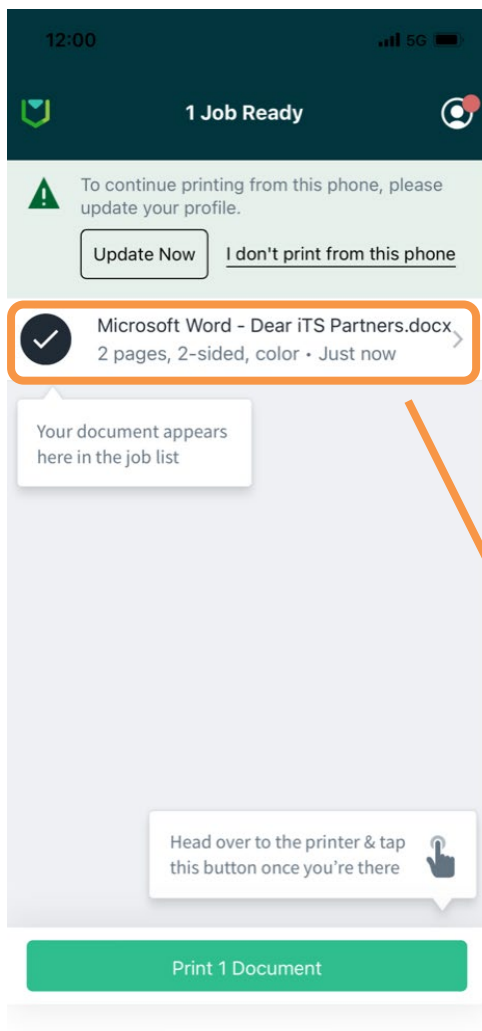 12:00 5G
1 Job Ready
To continue printing from this phone, please
update your profile.
Update Now I don't print from this phone
Microsoft Word - Dear iTS Partners.docx
2 pages, 2-sided, color • Just now
Your document appears
here in the job list
Head over to the printer & tap
this button once you're there
Print 1 Document